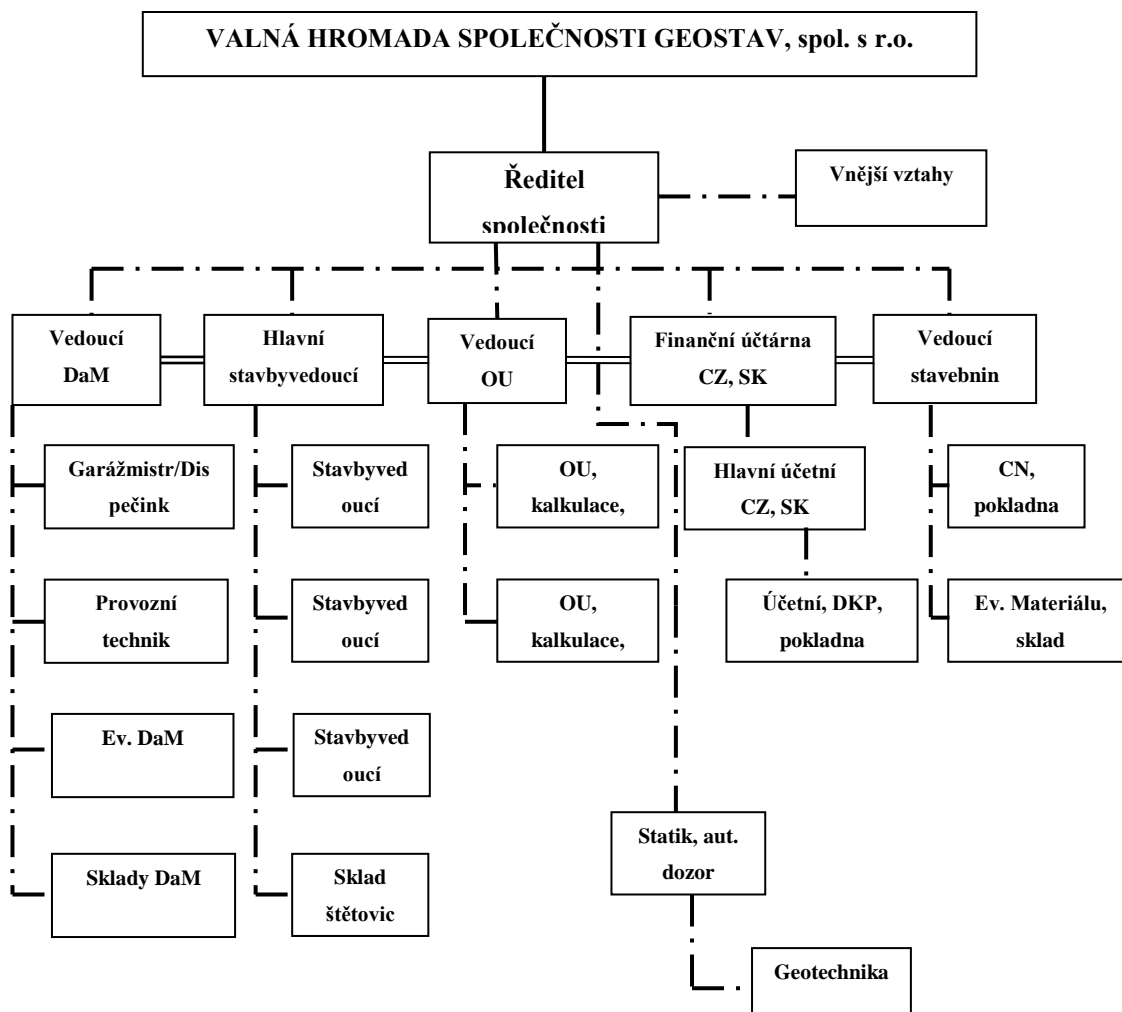 VALNÁ HROMADA SPOLEČNOSTI GEOSTAV, spol. s r.o.
Ředitel
společnosti
Vnější vztahy
Vedoucí
DaM
Hlavní
stavbyvedoucí
Vedoucí
OU
Finanční účtárna
CZ, SK
Vedoucí
stavebnin
Garážmistr/Dis
pečink
Stavbyved
oucí
OU,
kalkulace,
Hlavní účetní
CZ, SK
CN,
pokladna
Provozní
technik
Stavbyved
oucí
OU,
kalkulace,
Účetní, DKP,
pokladna
Ev. Materiálu,
sklad
Ev. DaM
Stavbyved
oucí
Statik, aut.
dozor
Sklady DaM
Sklad
štětovic
Geotechnika